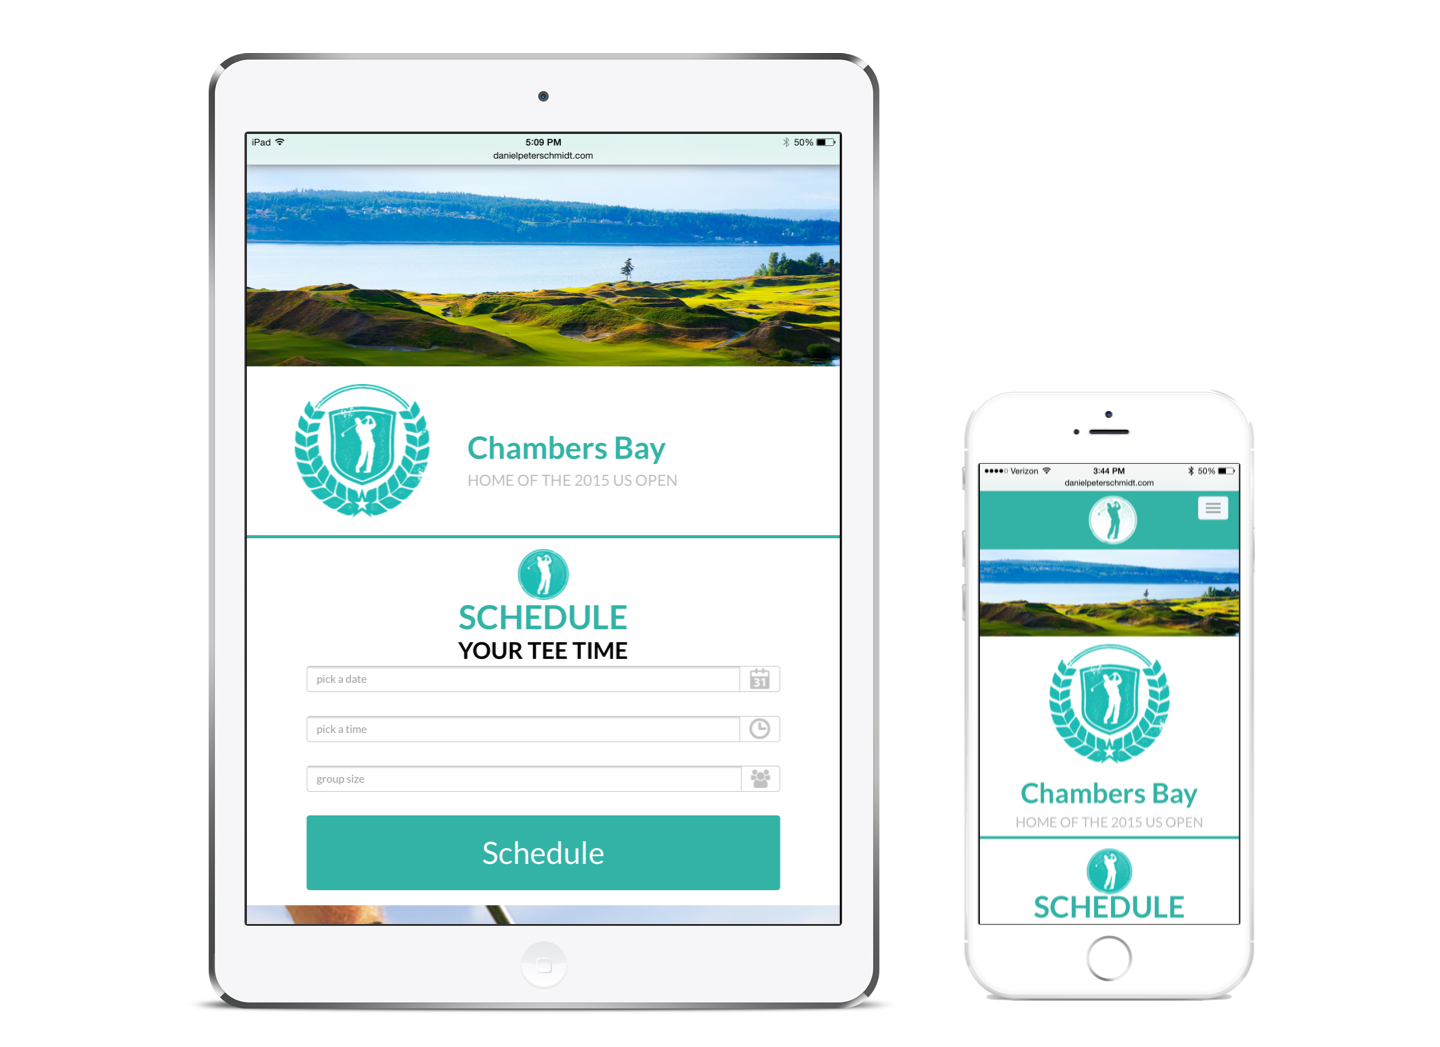 iPad
5:09 PM
50%
danielpeterschmidt.com
Chambers Bay
HOME OF THE 2015 US OPEN
SCHEDULE
YOUR TEE TIME
pick a date
31
pick a time
group size
Schedule
Verizon
3:44 PM
50%
danielpeterschmidt.com
Chambers Bay
HOME OF THE 2015 US OPEN
SCHEDULE